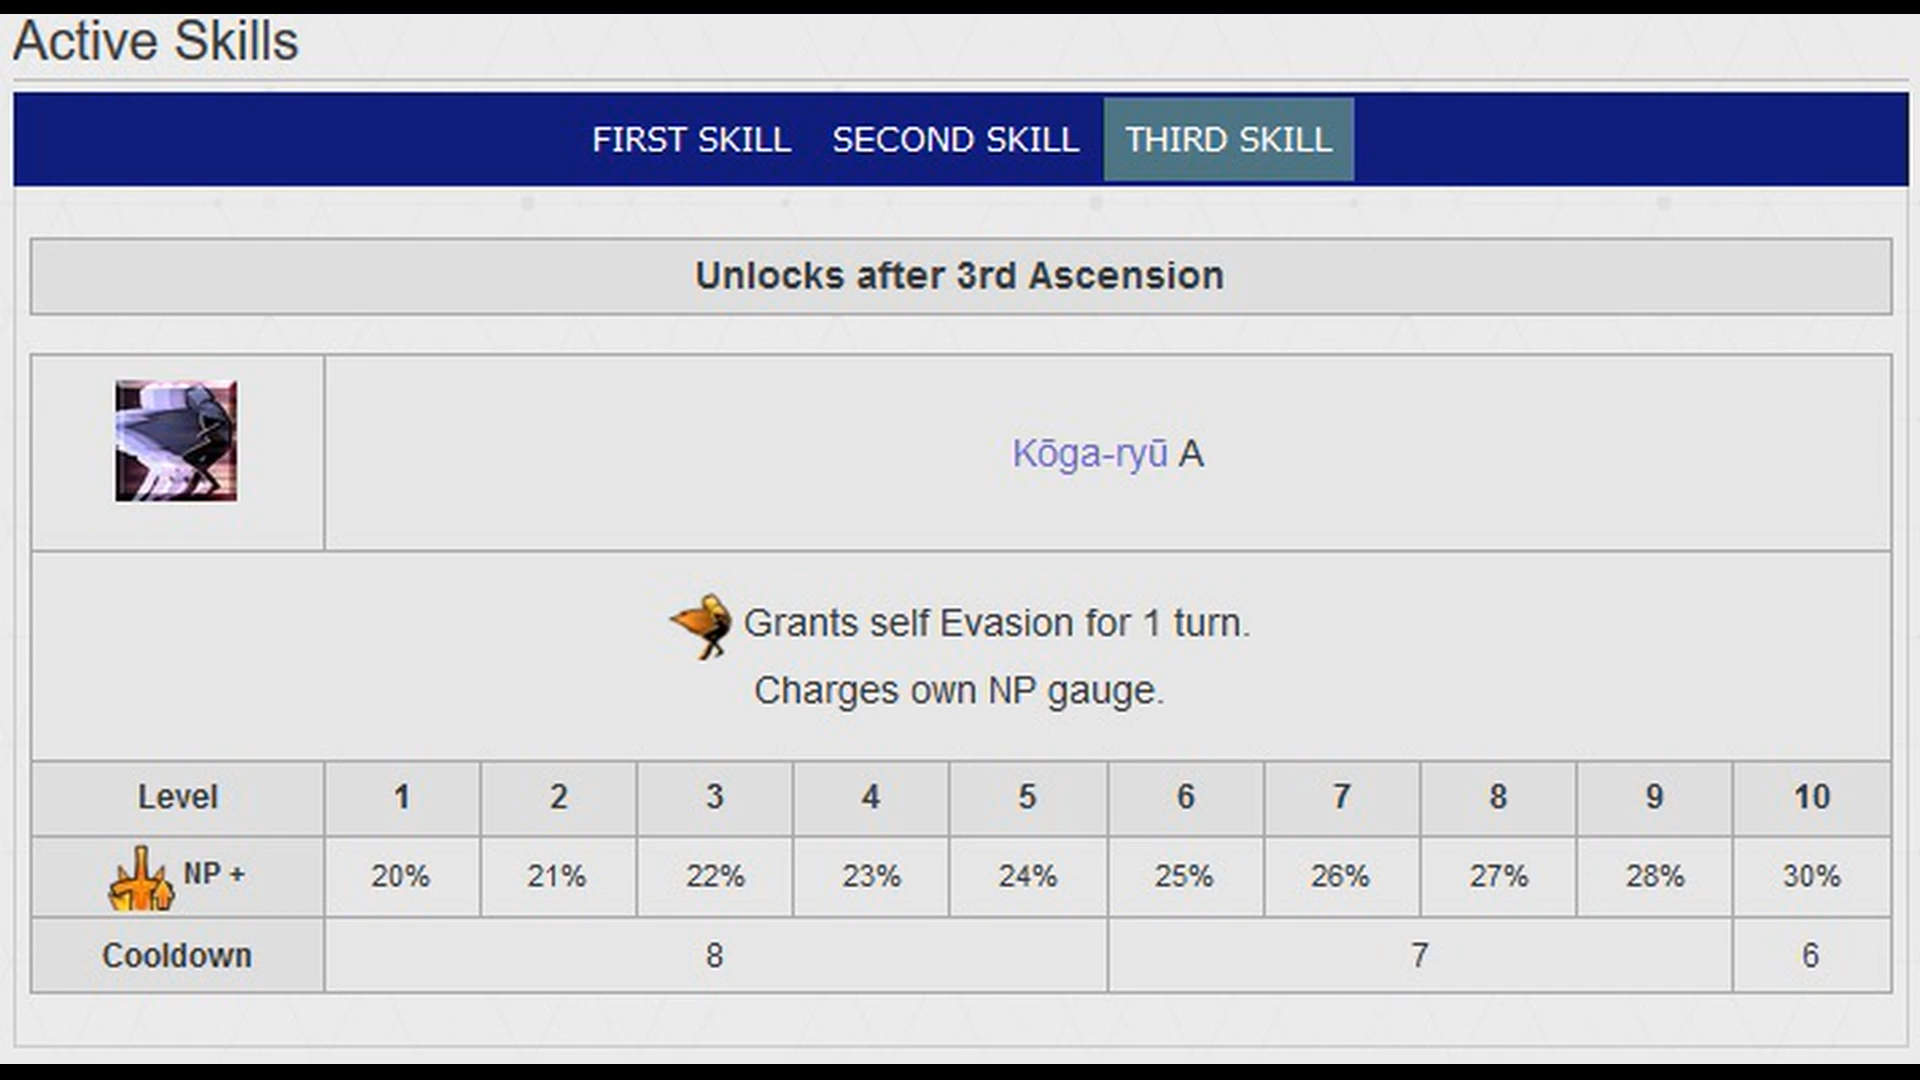 Active Skills
FIRST SKILL SECOND SKILL THIRD SKILL
Unlocks after 3rd Ascension
Kōga-ryū A
Grants self Evasion for 1 turn.
Charges own NP gauge.
Level 1 2 3 4 5 6 7 8 9 10
NP + 20% 21% 22% 23% 24% 25% 26% 27% 28% 30%
Cooldown 8 7 6